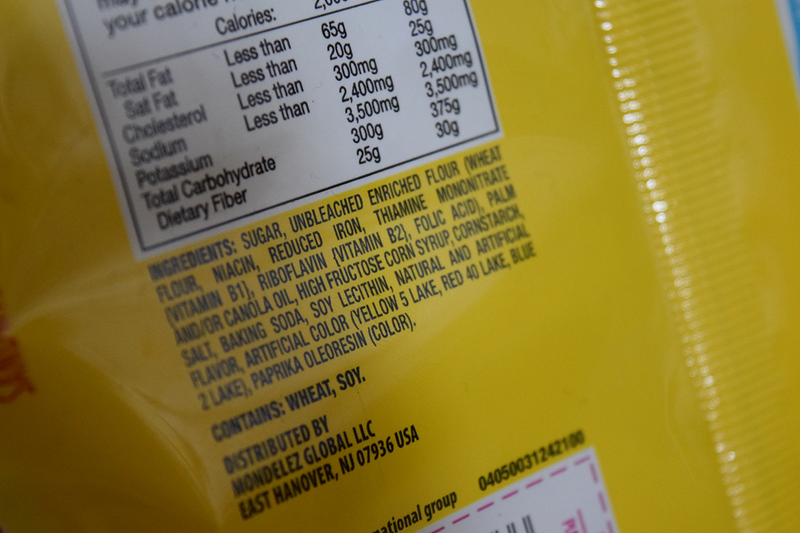 your calorie
Calories:
80g
Total Fat Less than 65g 25g
Sat Fat Less than 20g 300mg
Cholesterol Less than 300mg 2,400mg
Sodium Less than 2,400mg 3,500mg
Potassium 3,500mg 375g
Total Carbohydrate 300g 30g
Dietary Fiber 25g
INGREDIENTS: SUGAR, UNBLEACHED ENRICHED FLOUR (WHEAT
FLOUR, NIACIN, REDUCED IRON, THIAMINE MONONITRATE
{VITAMIN B1}, RIBOFLAVIN {VITAMIN B2}, FOLIC ACID), PALM
AND/OR CANOLA OIL, HIGH FRUCTOSE CORN SYRUP, CORNSTARCH,
SALT, BAKING SODA, SOY LECITHIN, NATURAL AND ARTIFICIAL
FLAVOR, ARTIFICIAL COLOR (YELLOW 5 LAKE, RED 40 LAKE, BLUE
2 LAKE), PAPRIKA OLEORESIN (COLOR).
CONTAINS: WHEAT, SOY.
DISTRIBUTED BY
MONDELEZ GLOBAL LLC
EAST HANOVER, NJ 07936 USA
group 04050031242100